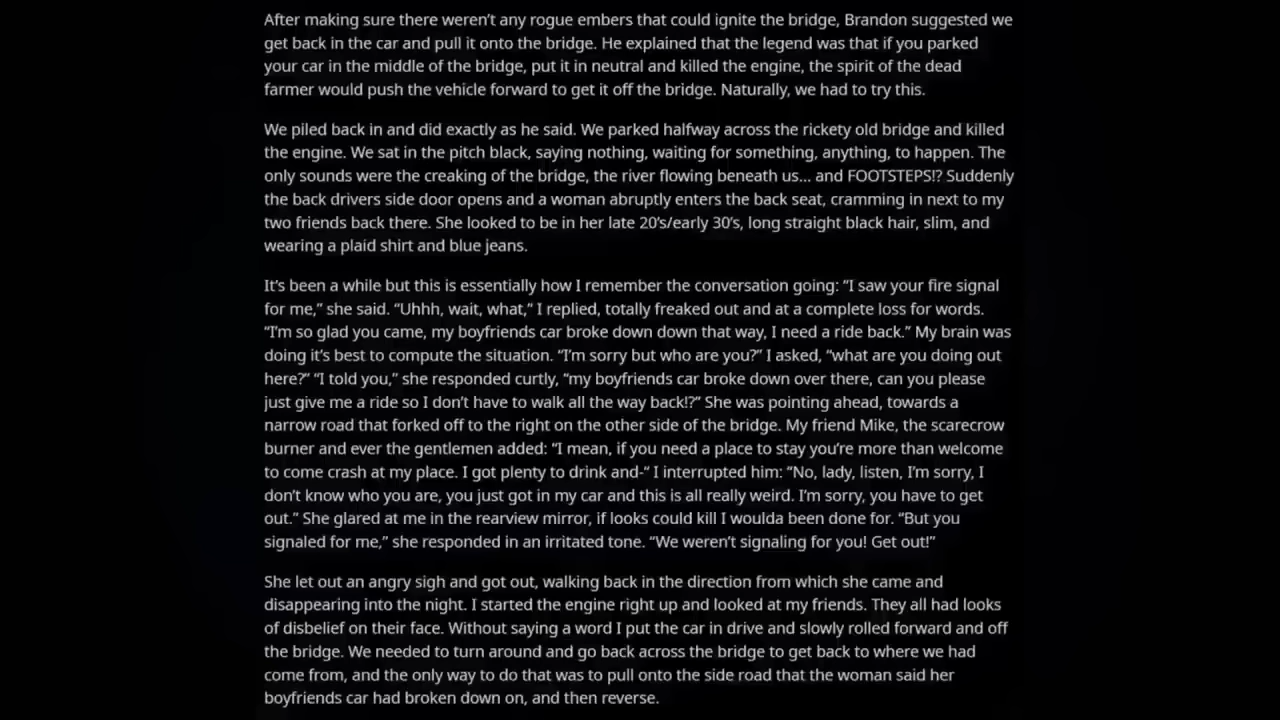 After making sure there weren’t any rogue embers that could ignite the bridge, Brandon suggested we
get back in the car and pull it onto the bridge. He explained that the legend was that if you parked
your car in the middle of the bridge, put it in neutral and killed the engine, the spirit of the dead
farmer would push the vehicle forward to get it off the bridge. Naturally, we had to try this.
We piled back in and did exactly as he said. We parked halfway across the rickety old bridge and killed
the engine. We sat in the pitch black, saying nothing, waiting for something, anything, to happen. The
only sounds were the creaking of the bridge, the river flowing beneath us... and FOOTSTEPS!? Suddenly
the back drivers side door opens and a woman abruptly enters the back seat, cramming in next to my
two friends back there. She looked to be in her late 20’s/early 30’s, long straight black hair, slim, and
wearing a plaid shirt and blue jeans.
It’s been a while but this is essentially how I remember the conversation going: “I saw your fire signal
for me,” she said. “Uhhh, wait, what,” I replied, totally freaked out and at a complete loss for words.
“I’m so glad you came, my boyfriends car broke down down that way, I need a ride back.” My brain was
doing it’s best to compute the situation. “I’m sorry but who are you?” I asked, “what are you doing out
here?” “I told you,” she responded curtly, “my boyfriends car broke down over there, can you please
just give me a ride so I don’t have to walk all the way back!?” She was pointing ahead, towards a
narrow road that forked off to the right on the other side of the bridge. My friend Mike, the scarecrow
burner and ever the gentlemen added: “I mean, if you need a place to stay you’re more than welcome
to come crash at my place. I got plenty to drink and-“ I interrupted him: “No, lady, listen, I’m sorry, I
don’t know who you are, you just got in my car and this is all really weird. I’m sorry, you have to get
out.” She glared at me in the rearview mirror, if looks could kill I woulda been done for. “But you
signaled for me,” she responded in an irritated tone. “We weren’t signaling for you! Get out!”
She let out an angry sigh and got out, walking back in the direction from which she came and
disappearing into the night. I started the engine right up and looked at my friends. They all had looks
of disbelief on their face. Without saying a word I put the car in drive and slowly rolled forward and off
the bridge. We needed to turn around and go back across the bridge to get back to where we had
come from, and the only way to do that was to pull onto the side road that the woman said her
boyfriends car had broken down on, and then reverse.